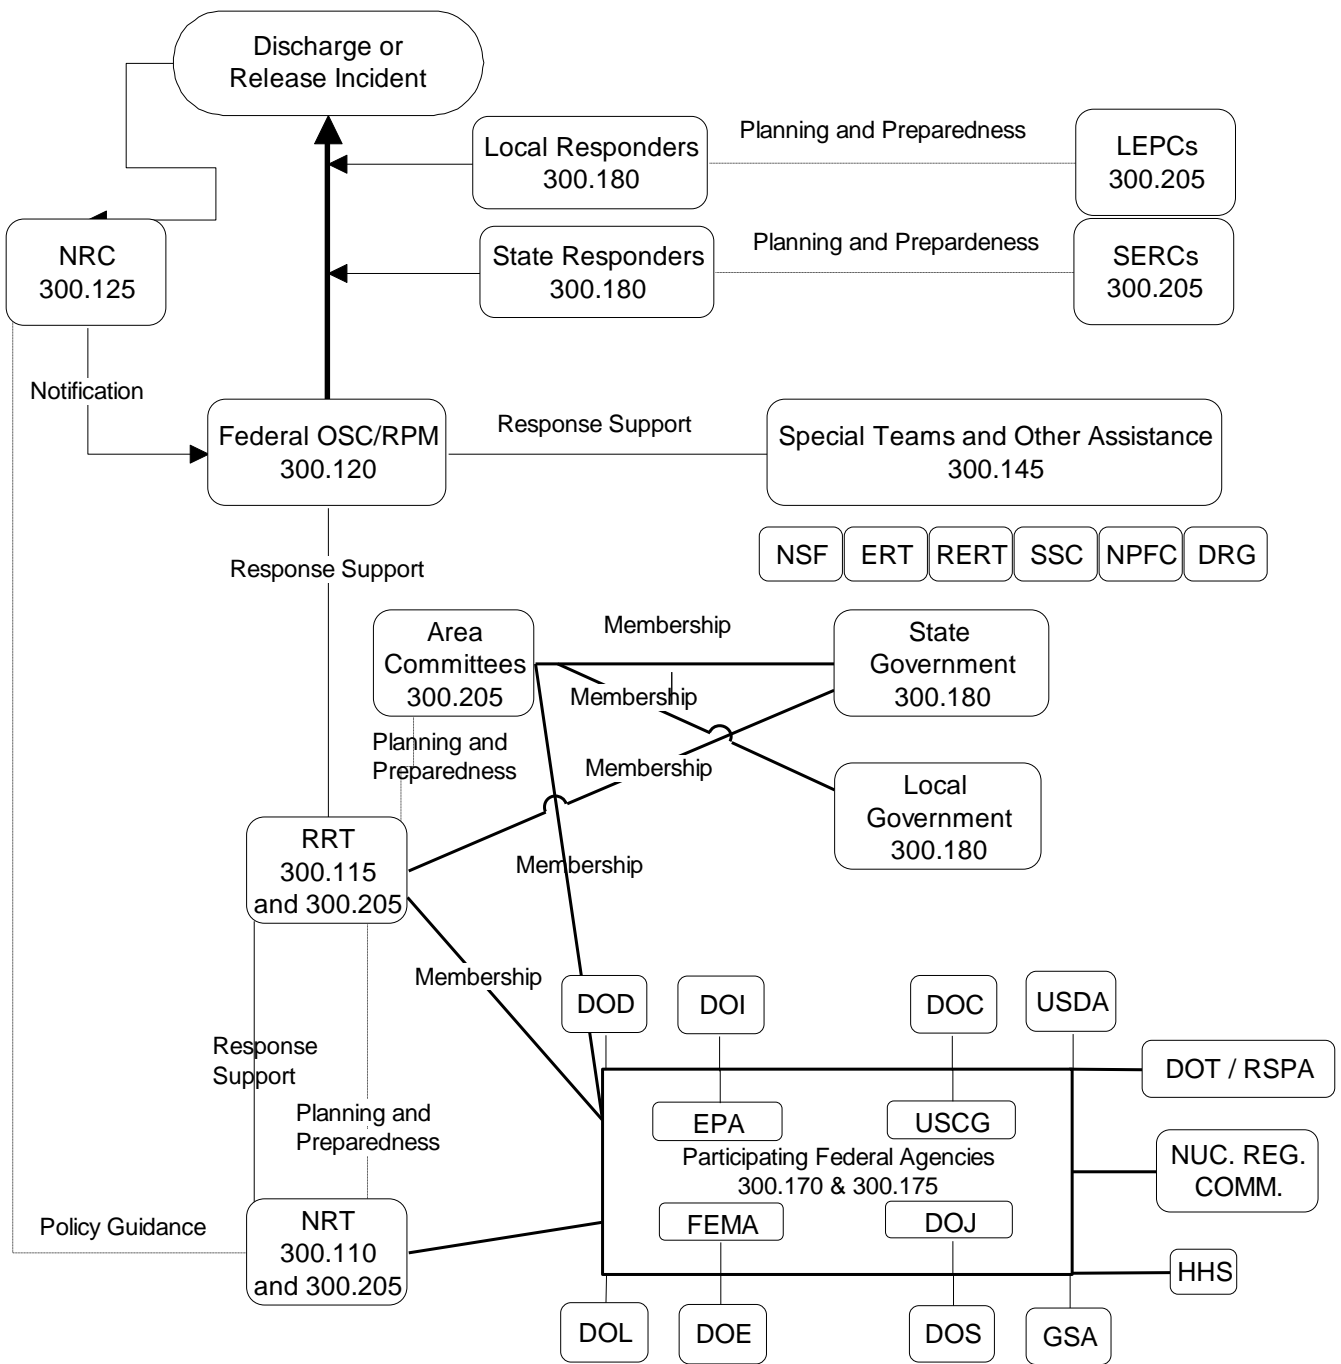 Discharge or
Release Incident
Local Responders
300.180
Planning and Preparedness
LEPCs
300.205
NRC
300.125
State Responders
300.180
Planning and Prepardeness
SERCs
300.205
Notification
Federal OSC/RPM
300.120
Response Support
Special Teams and Other Assistance
300.145
NSF
ERT
RERT
SSC
NPFC
DRG
Response Support
Area
Committees
300.205
Membership
State
Government
300.180
Membership
Planning and
Preparedness
Membership
Local
Government
300.180
RRT
300.115
and 300.205
Membership
Membership
DOD
DOI
DOC
USDA
Response
Support
DOT / RSPA
Planning and
Preparedness
EPA
USCG
Participating Federal Agencies
300.170 & 300.175
NUC. REG.
COMM.
FEMA
DOJ
Policy Guidance
NRT
300.110
and 300.205
HHS
DOL
DOE
DOS
GSA